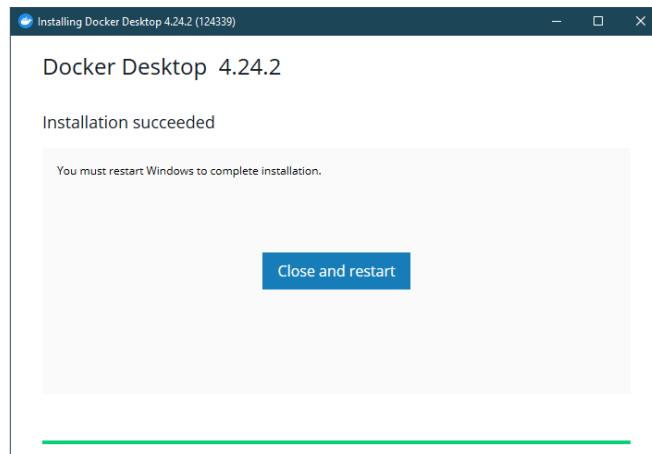 Installing Docker Desktop 4.24.2 (124339)
Docker Desktop 4.24.2
Installation succeeded
You must restart Windows to complete installation.
Close and restart